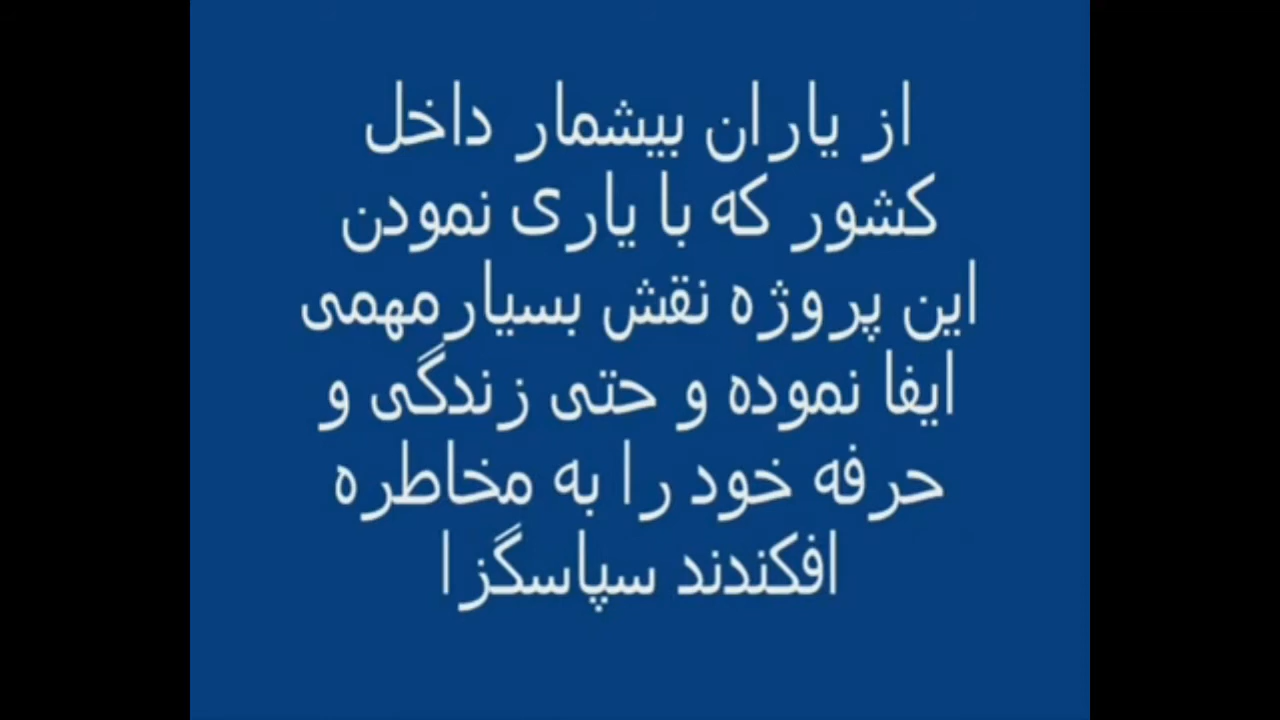 از یاران بیشمار داخل
کشور که با یاری نمودن
این پروژه نقش بسیارمهمی
ایفا نموده و حتی زندگی و
حرفه خود را به مخاطره
افکندند سپاسگزا